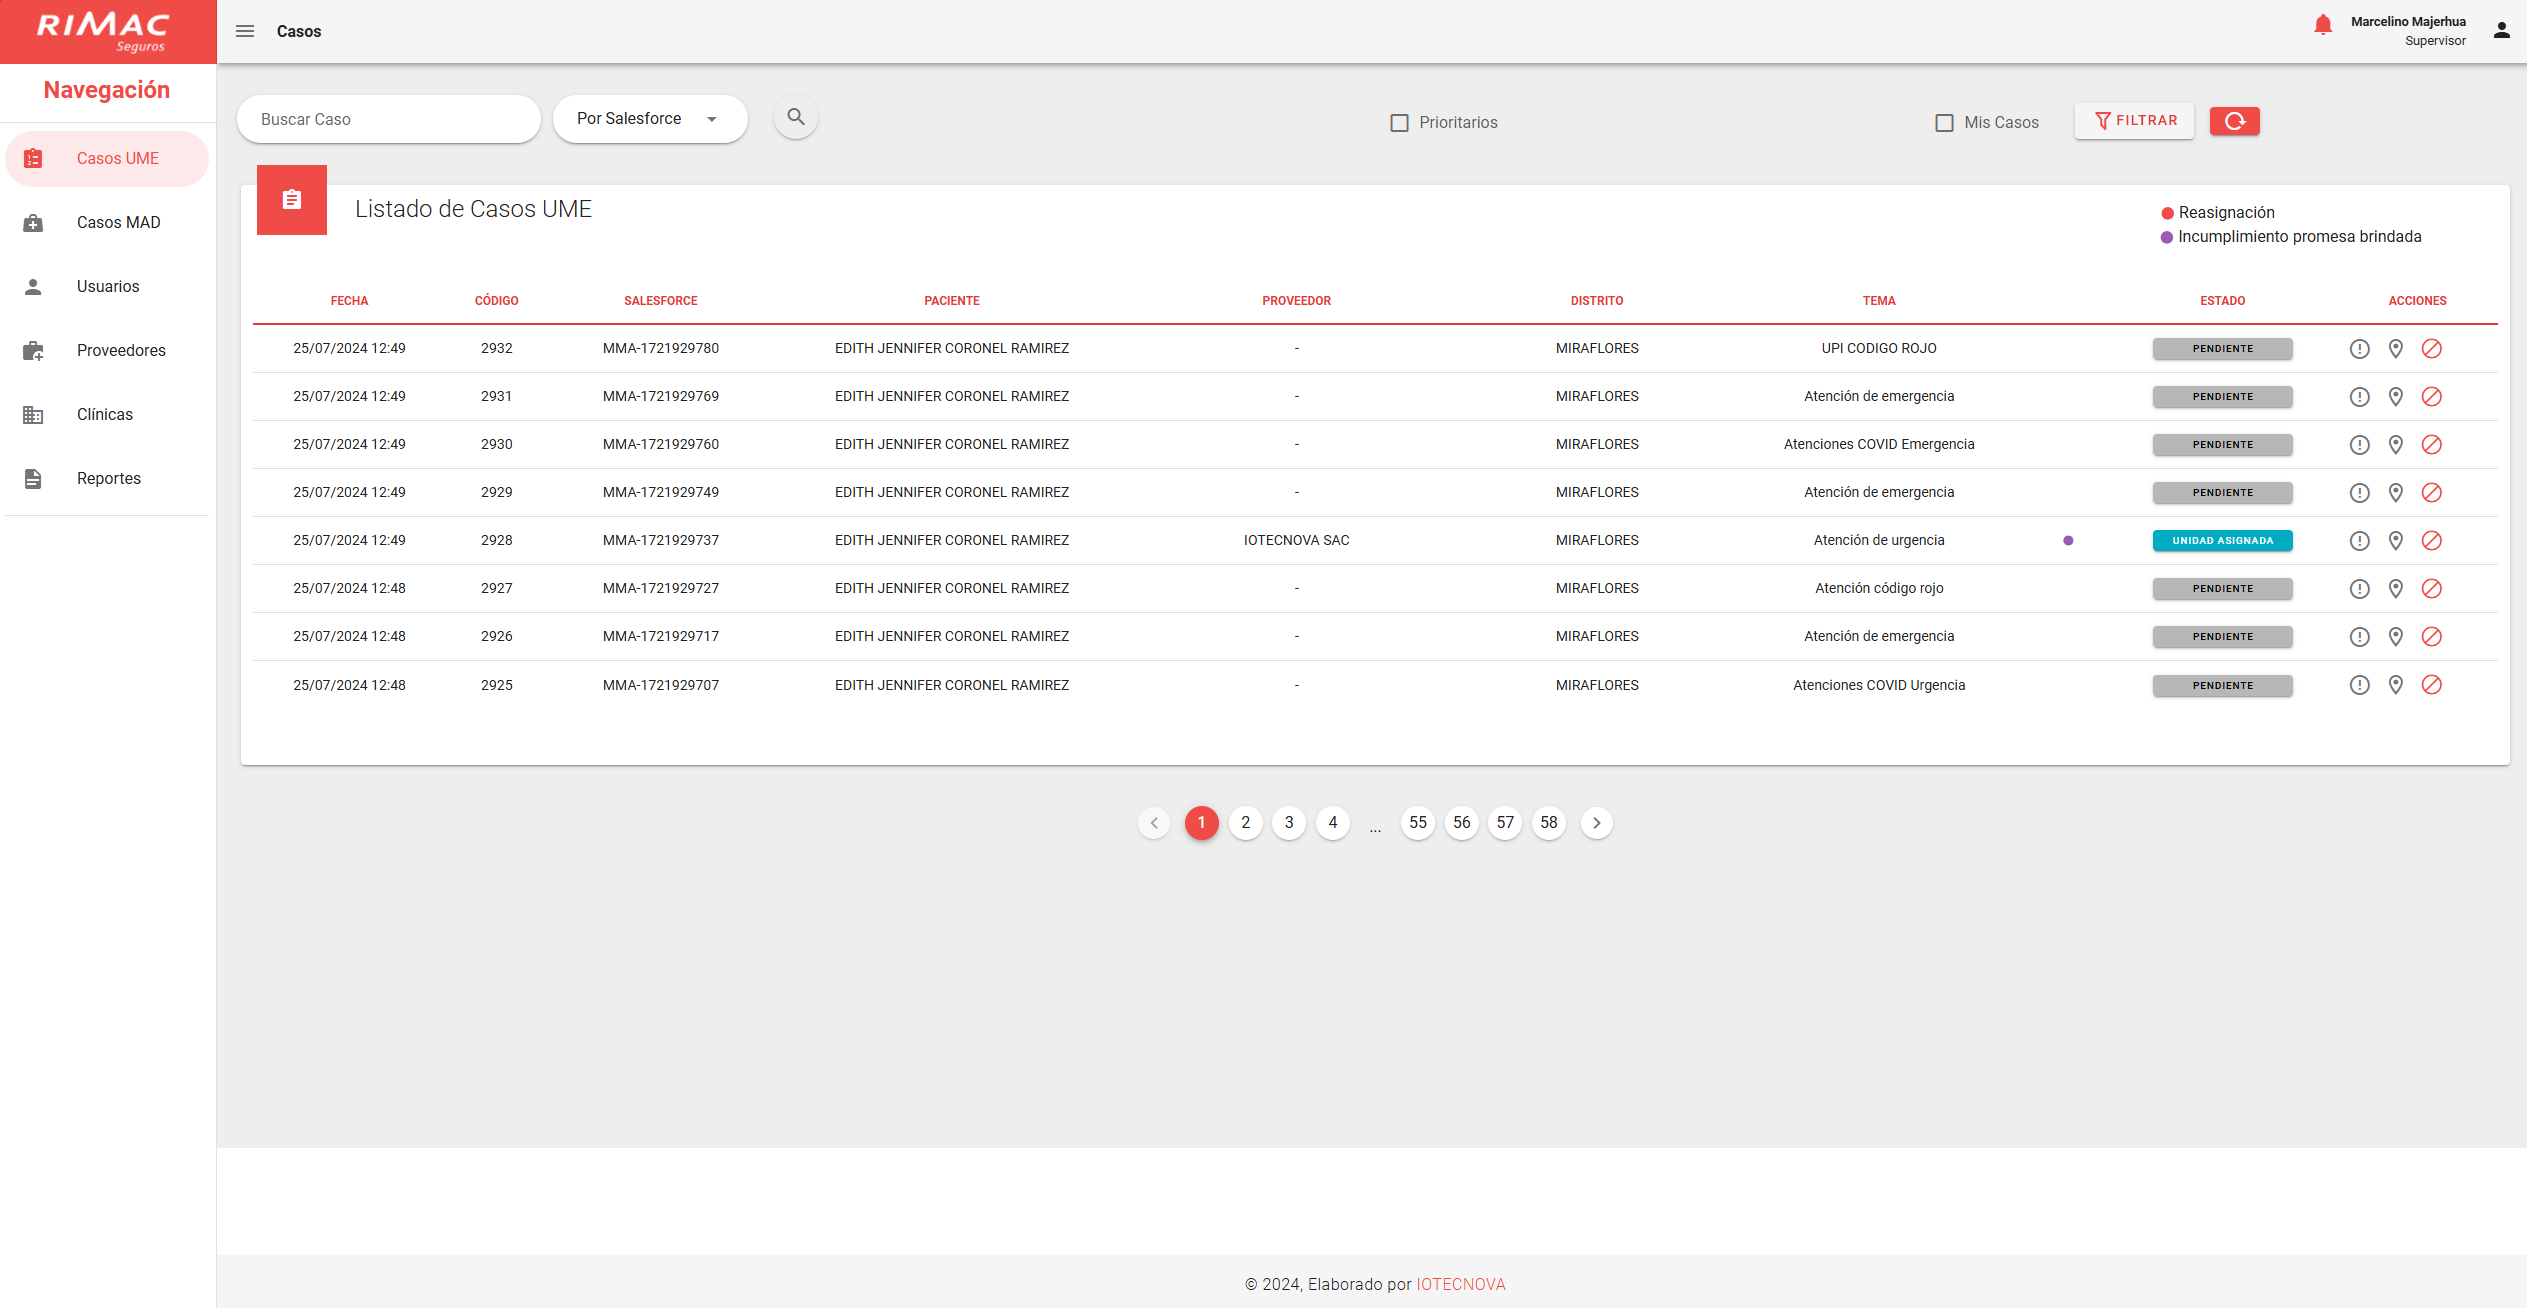 RIMAC
Seguros
Casos
Marcelino Majerhua
Supervisor
Navegación
Casos UME
Casos MAD
Usuarios
Proveedores
Clínicas
Reportes
Buscar Caso
Por Salesforce
Prioritarios
Mis Casos
FILTRAR
Listado de Casos UME
Reasignación
Incumplimiento promesa brindada
FECHA CÓDIGO SALESFORCE PACIENTE PROVEEDOR DISTRITO TEMA ESTADO ACCIONES
25/07/2024 12:49 2932 MMA-1721929780 EDITH JENNIFER CORONEL RAMIREZ - MIRAFLORES UPI CODIGO ROJO PENDIENTE
25/07/2024 12:49 2931 MMA-1721929769 EDITH JENNIFER CORONEL RAMIREZ - MIRAFLORES Atención de emergencia PENDIENTE
25/07/2024 12:49 2930 MMA-1721929760 EDITH JENNIFER CORONEL RAMIREZ - MIRAFLORES Atenciones COVID Emergencia PENDIENTE
25/07/2024 12:49 2929 MMA-1721929749 EDITH JENNIFER CORONEL RAMIREZ - MIRAFLORES Atención de emergencia PENDIENTE
25/07/2024 12:49 2928 MMA-1721929737 EDITH JENNIFER CORONEL RAMIREZ IOTECNOVA SAC MIRAFLORES Atención de urgencia UNIDAD ASIGNADA
25/07/2024 12:48 2927 MMA-1721929727 EDITH JENNIFER CORONEL RAMIREZ - MIRAFLORES Atención código rojo PENDIENTE
25/07/2024 12:48 2926 MMA-1721929717 EDITH JENNIFER CORONEL RAMIREZ - MIRAFLORES Atención de emergencia PENDIENTE
25/07/2024 12:48 2925 MMA-1721929707 EDITH JENNIFER CORONEL RAMIREZ - MIRAFLORES Atenciones COVID Urgencia PENDIENTE
1 2 3 4 ... 55 56 57 58
© 2024, Elaborado por IOTECNOVA